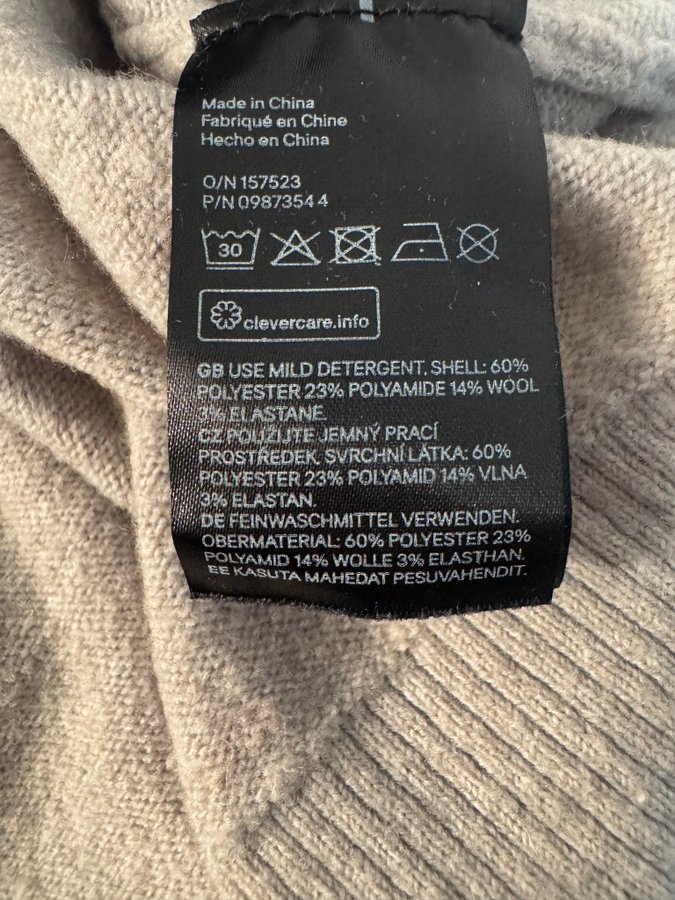 Made in China
Fabriqué en Chine
Hecho en China
O/N 157523
P/N 09873544
30
clevercare.info
GB USE MILD DETERGENT. SHELL: 60%
POLYESTER 23% POLYAMIDE 14% WOOL
3% ELASTANE
CZ POUŽIJTE JEMNÝ PRACÍ
PROSTŘEDEK. SVRCHNÍ LÁTKA: 60%
POLYESTER 23% POLYAMID 14% VLNA
3% ELASTAN.
DE FEINWASCHMITTEL VERWENDEN.
OBERMATERIAL: 60% POLYESTER 23%
POLYAMID 14% WOLLE 3% ELASTHAN.
EE KASUTA MAHEDAT PESUVAHENDIT.